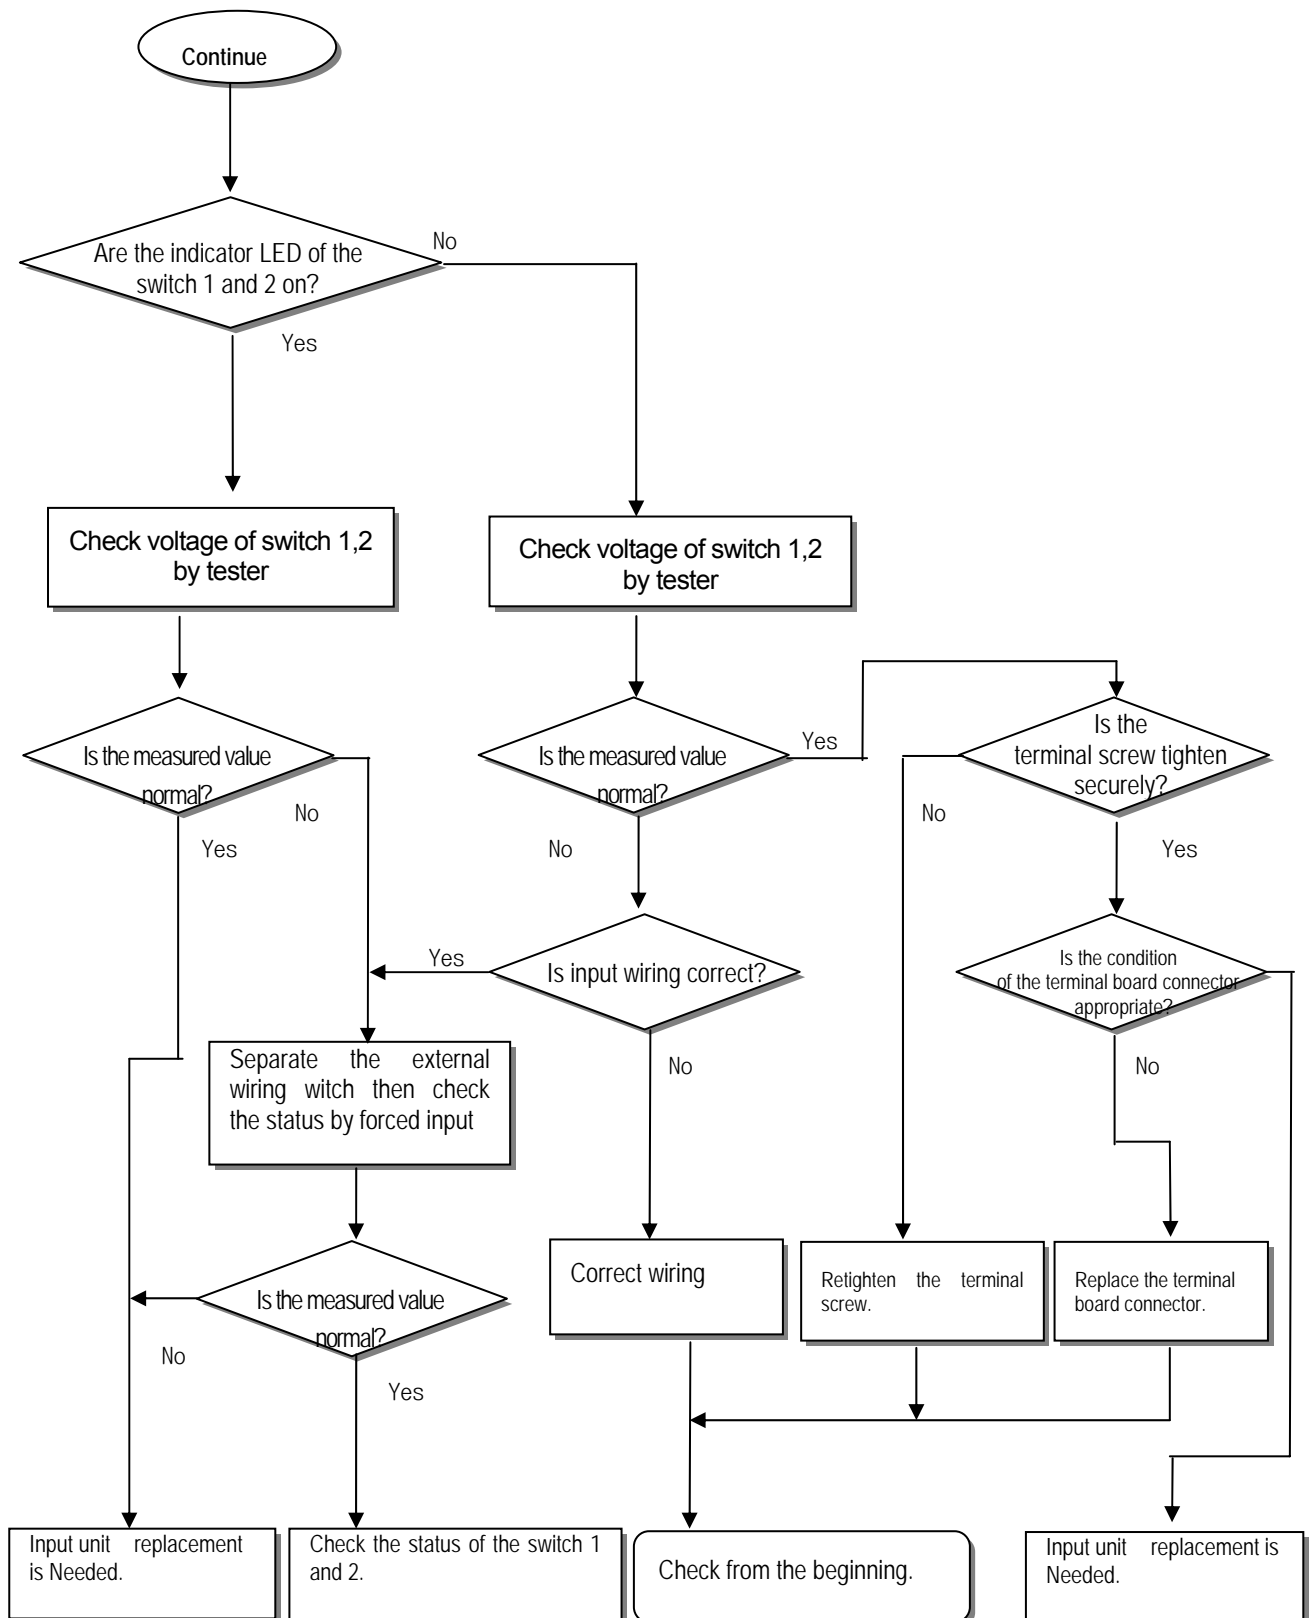 Continue
Are the indicator LED of the
switch 1 and 2 on?
No
Yes
Check voltage of switch 1,2
by tester
Check voltage of switch 1,2
by tester
Is the measured value
normal?
No
Yes
Is the measured value
normal?
Yes
No
Is the
terminal screw tighten
securely?
No
Yes
Is input wiring correct?
Yes
No
Is the condition
of the terminal board connector
appropriate?
No
Separate the external
wiring witch then check
the status by forced input
Is the measured value
normal?
No
Yes
Correct wiring
Retighten the terminal
screw.
Replace the terminal
board connector.
Input unit replacement
is Needed.
Check the status of the switch 1
and 2.
Check from the beginning.
Input unit replacement is
Needed.